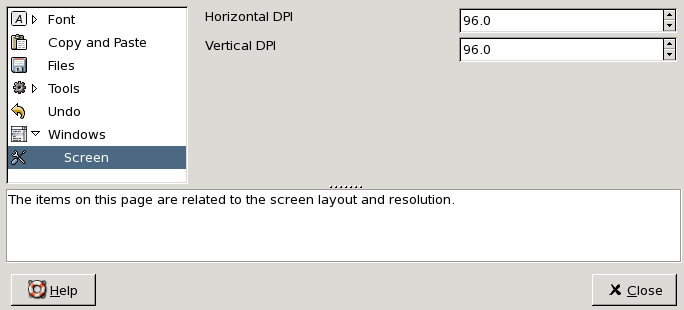 Font
Copy and Paste
Files
Tools
Undo
Windows
Screen
Horizontal DPI
96.0
Vertical DPI
96.0
The items on this page are related to the screen layout and resolution.
Help
Close